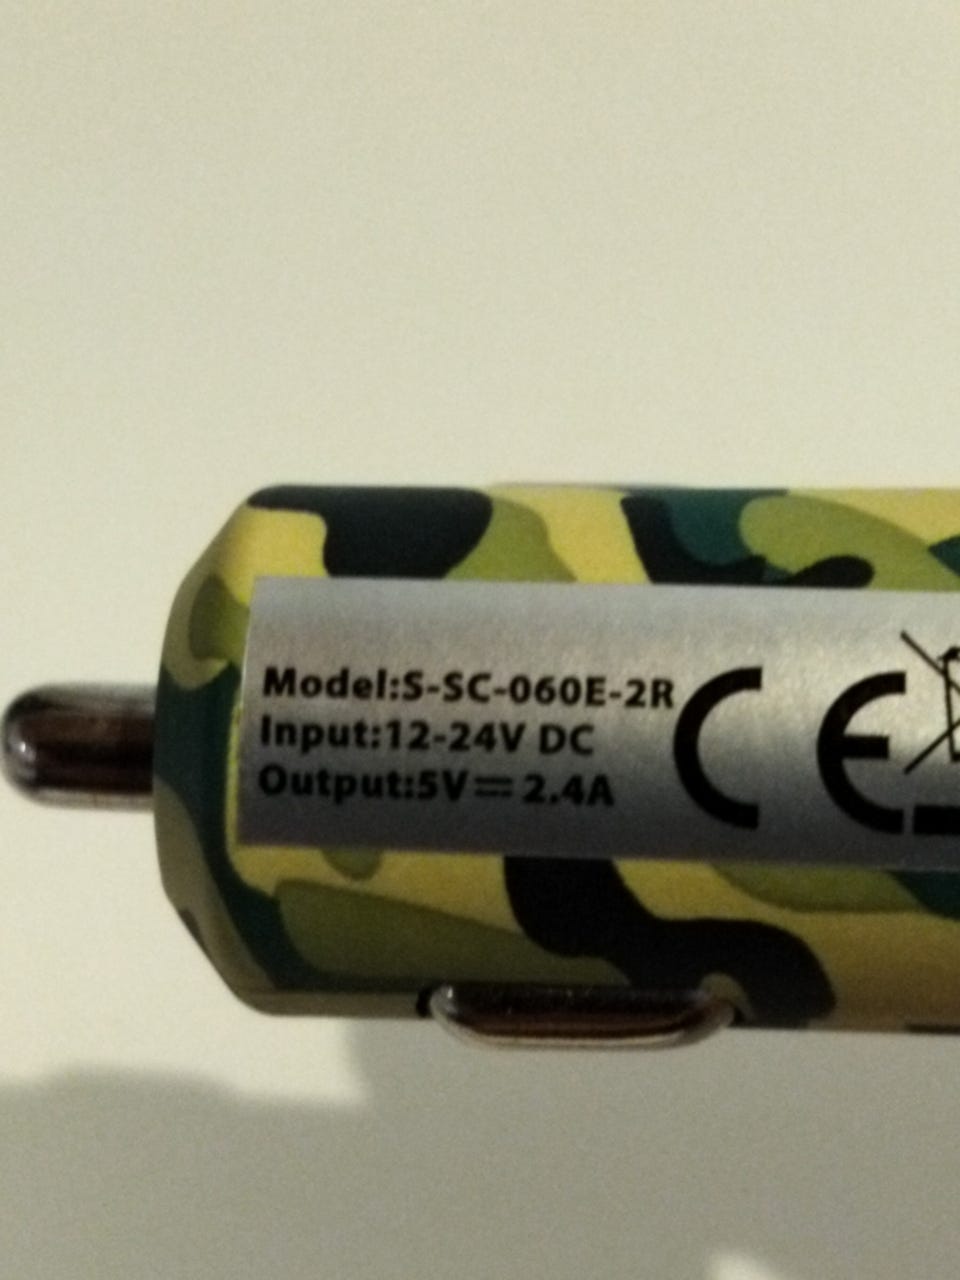 Model:S-SC-060E-2R
Input:12-24V DC
Output:5V⎓2.4A
CE